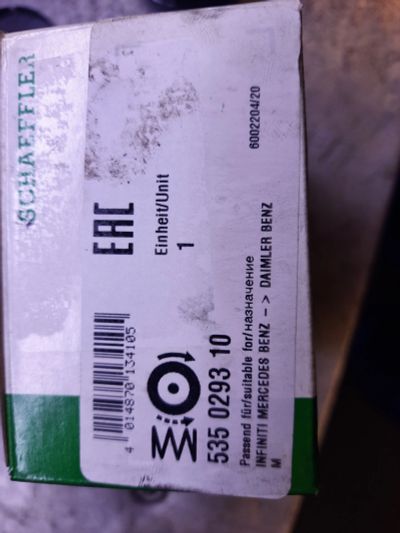 SCHAEFFLER
EAC
Einheit/Unit
1
6002204/20
4 014870 134105
535 0293 10
Passend für/suitable for/назначение
INFINITI MERCEDES BENZ –> DAIMLER BENZ
M